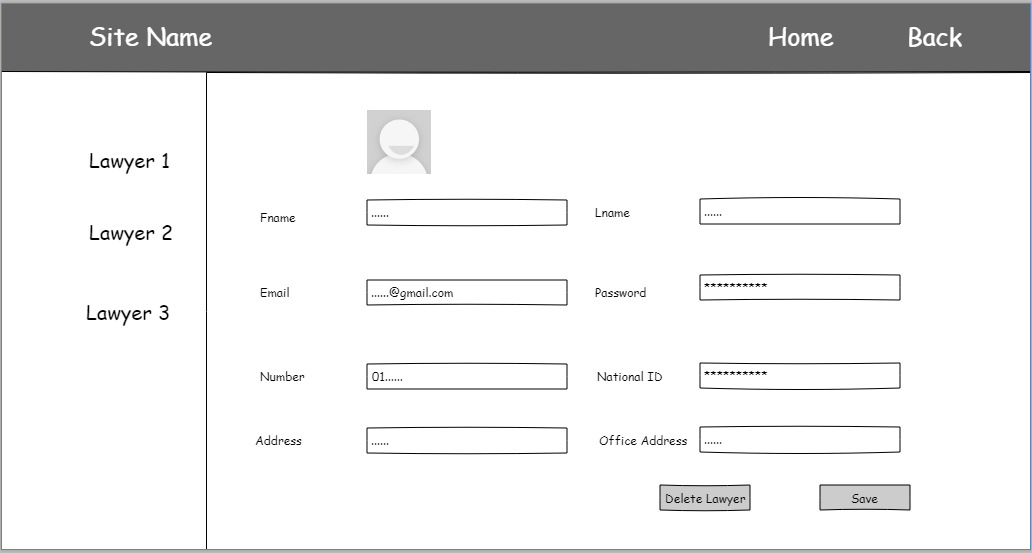 Site Name Home Back
Lawyer 1
Lawyer 2
Lawyer 3
Fname ...... Lname ......
Email ......@gmail.com Password **********
Number 01...... National ID **********
Address ...... Office Address ......
Delete Lawyer Save